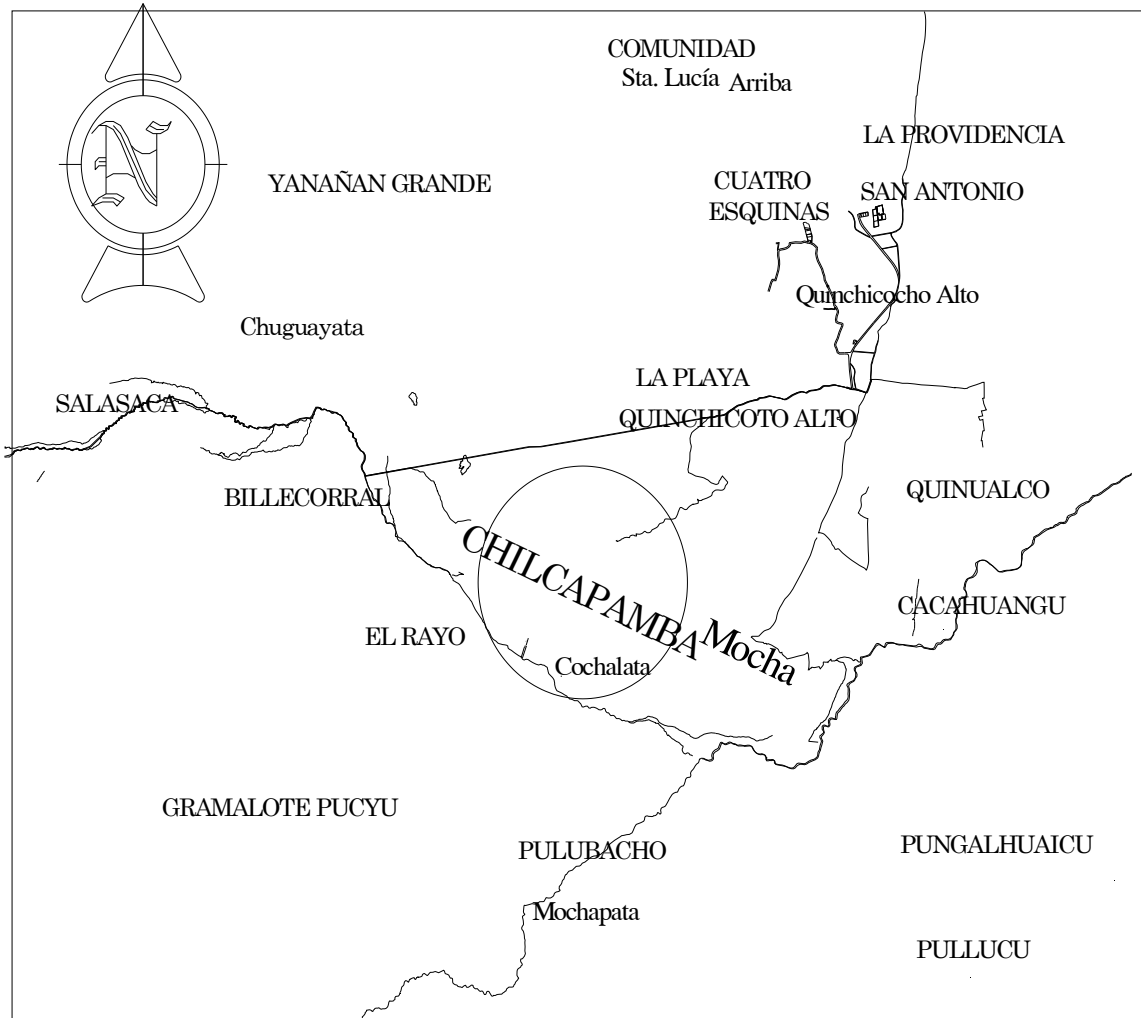 COMUNIDAD
Sta. Lucía Arriba
LA PROVIDENCIA
N
YANAÑAN GRANDE
CUATRO
ESQUINAS
SAN ANTONIO
Quinchicocho Alto
Chuguayata
LA PLAYA
SALASACA
QUINCHICOTO ALTO
BILLECORRAL
QUINUALCO
CHILCAPAMBA
CACAHUANGU
EL RAYO
Mocha
Cochalata
GRAMALOTE PUCYU
PULUBACHO
PUNGALHUAICU
Mochapata
PULLUCU